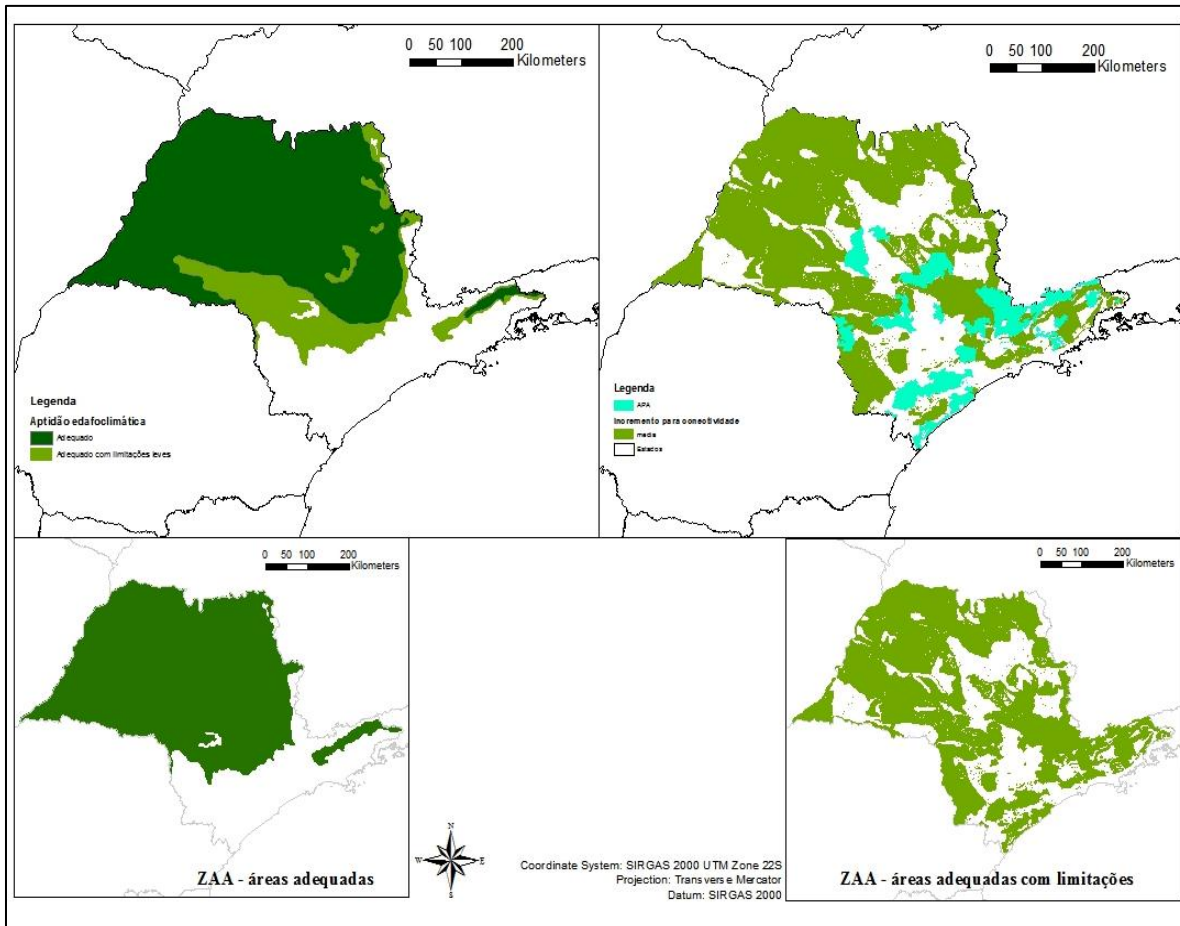 0 50 100 200
Kilometers
Legenda
Aptidão edafoclimática
Adequado
Adequado com limitações leves
0 50 100 200
Kilometers
Legenda
APA
Incremento para conectividade
media
Estados
0 50 100 200
Kilometers
ZAA - áreas adequadas
N
W E
S
Coordinate System: SIRGAS 2000 UTM Zone 22S
Projection: Transverse Mercator
Datum: SIRGAS 2000
0 50 100 200
Kilometers
ZAA - áreas adequadas com limitações